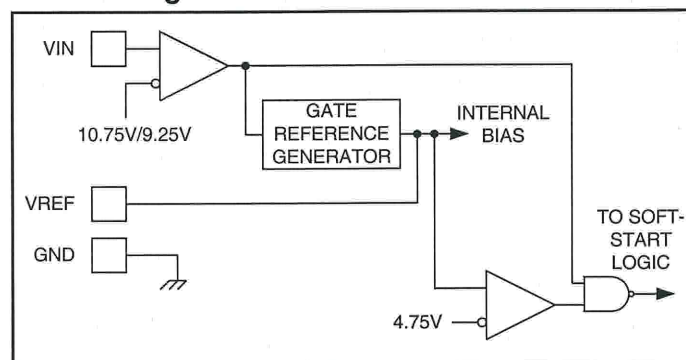 VIN
10.75V/9.25V
GATE
REFERENCE
GENERATOR
INTERNAL
BIAS
VREF
GND
TO SOFT-
START
LOGIC
4.75V